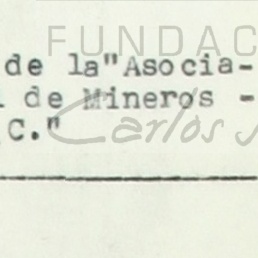 FUNDAC
de la "Asocia-
de Mineros -
C."
Carlos